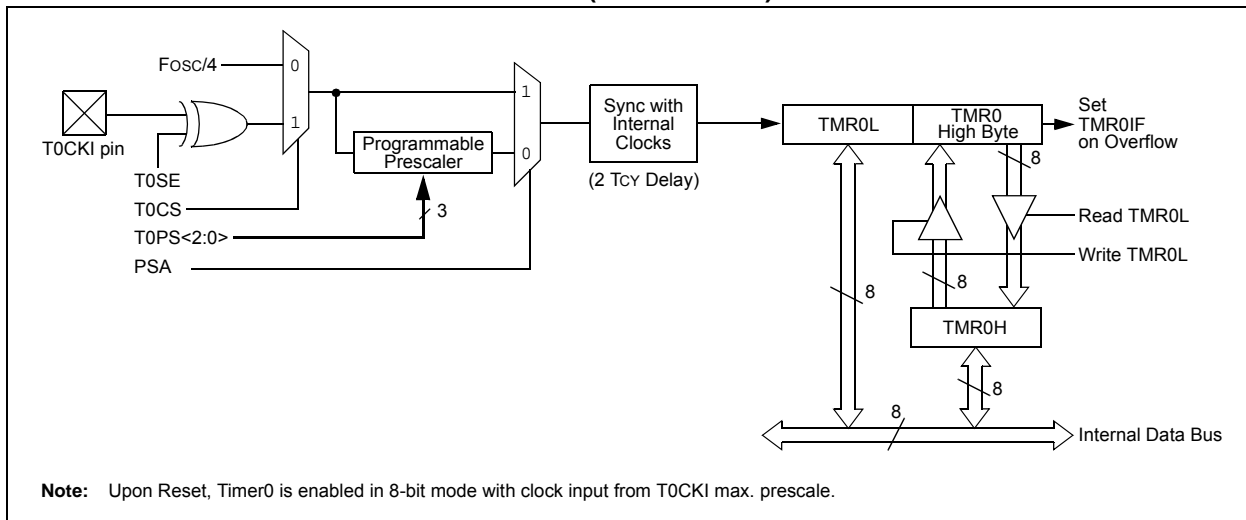 Fosc/4
0
1
T0CKI pin
T0SE
T0CS
T0PS<2:0>
PSA
Programmable
Prescaler
3
1
0
Sync with
Internal
Clocks
(2 TCY Delay)
TMR0L
TMR0
High Byte
Set
TMR0IF
on Overflow
8
Read TMR0L
Write TMR0L
8
8
TMR0H
8
8
Internal Data Bus
Note: Upon Reset, Timer0 is enabled in 8-bit mode with clock input from T0CKI max. prescale.